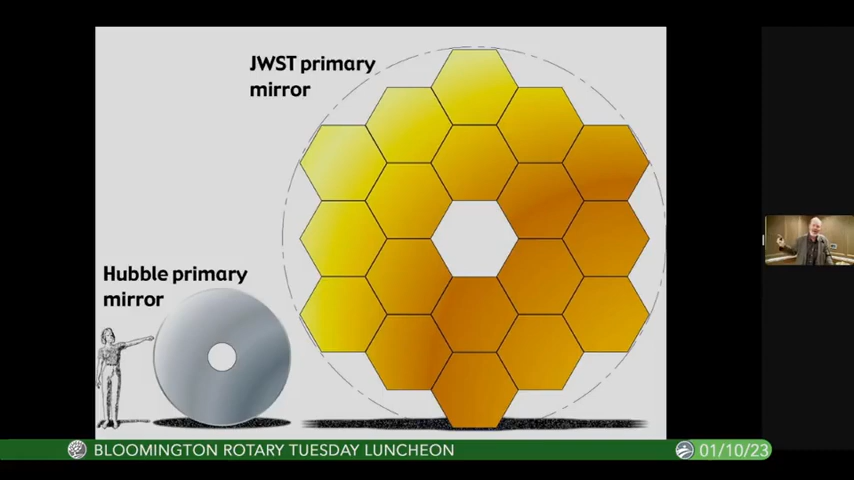 JWST primary
mirror
Hubble primary
mirror
BLOOMINGTON ROTARY TUESDAY LUNCHEON
01/10/23